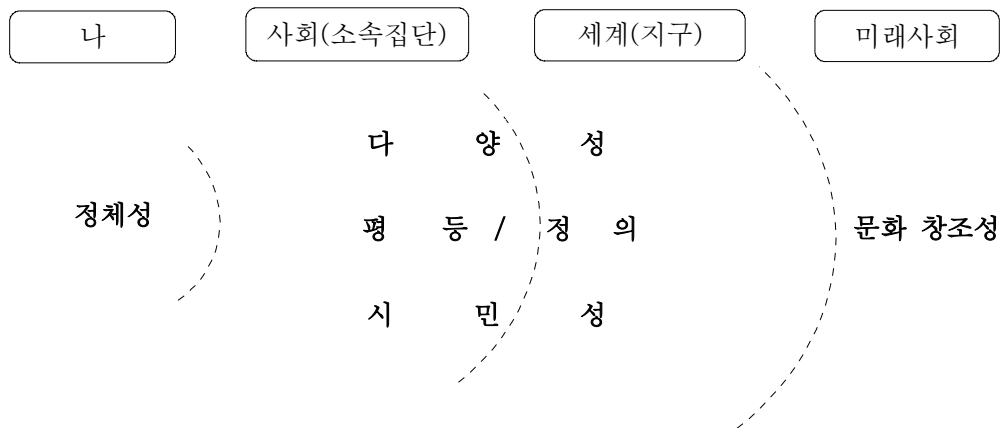 나 사회(소속집단) 세계(지구) 미래사회
다 양 성
정체성 평 등 / 정 의 문화 창조성
시 민 성